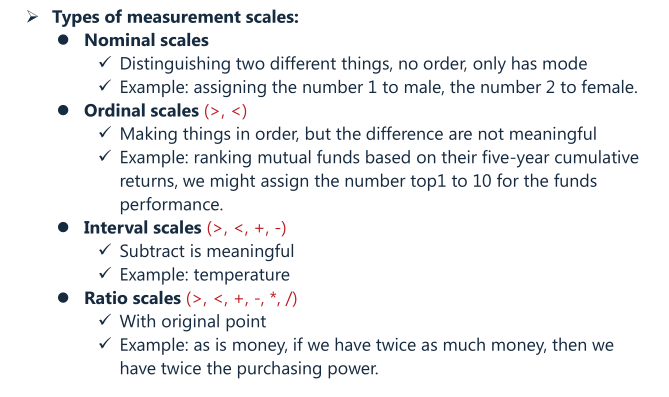 ➢ Types of measurement scales:
● Nominal scales
✓ Distinguishing two different things, no order, only has mode
✓ Example: assigning the number 1 to male, the number 2 to female.
● Ordinal scales (>, <)
✓ Making things in order, but the difference are not meaningful
✓ Example: ranking mutual funds based on their five-year cumulative
returns, we might assign the number top1 to 10 for the funds
performance.
● Interval scales (>, <, +, -)
✓ Subtract is meaningful
✓ Example: temperature
● Ratio scales (>, <, +, -, *, /)
✓ With original point
✓ Example: as is money, if we have twice as much money, then we
have twice the purchasing power.